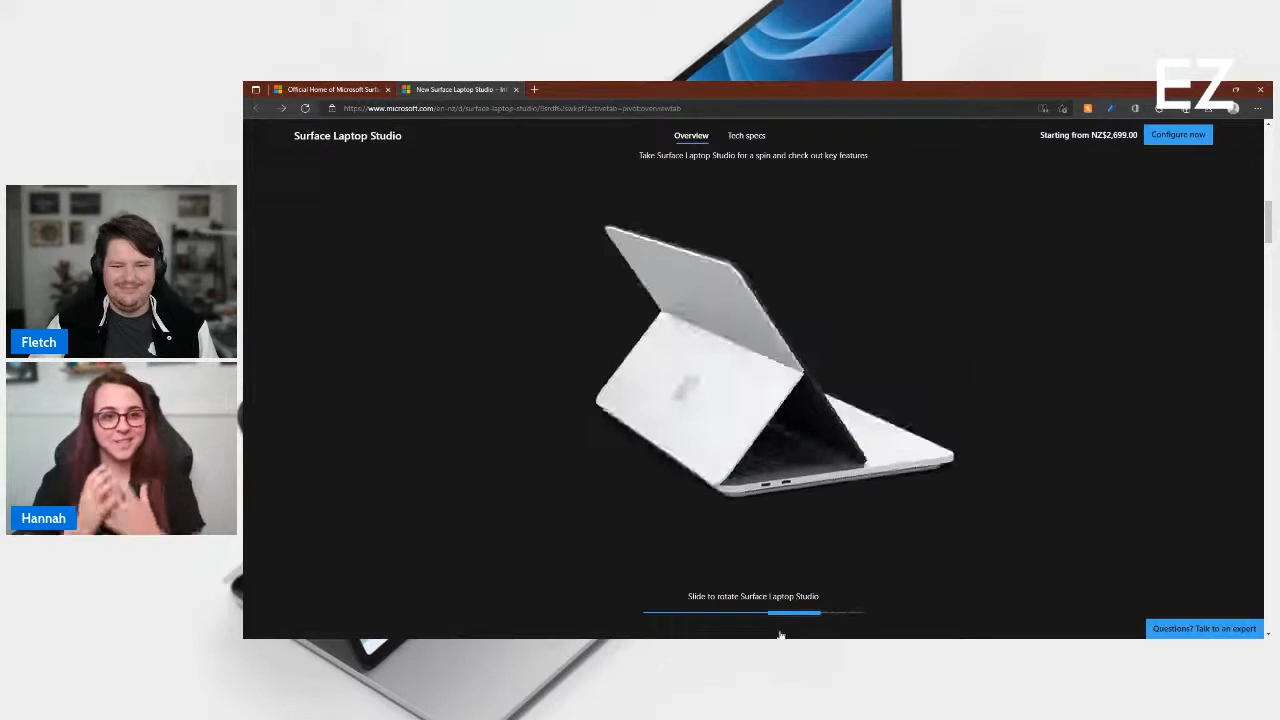 EZ
Official Home of Microsoft Surfa
New Surface Laptop Studio – Int
Surface Laptop Studio
Overview
Tech specs
Starting from NZ$2,699.00
Configure now
Take Surface Laptop Studio for a spin and check out key features
Fletch
Hannah
Slide to rotate Surface Laptop Studio
Questions? Talk to an expert